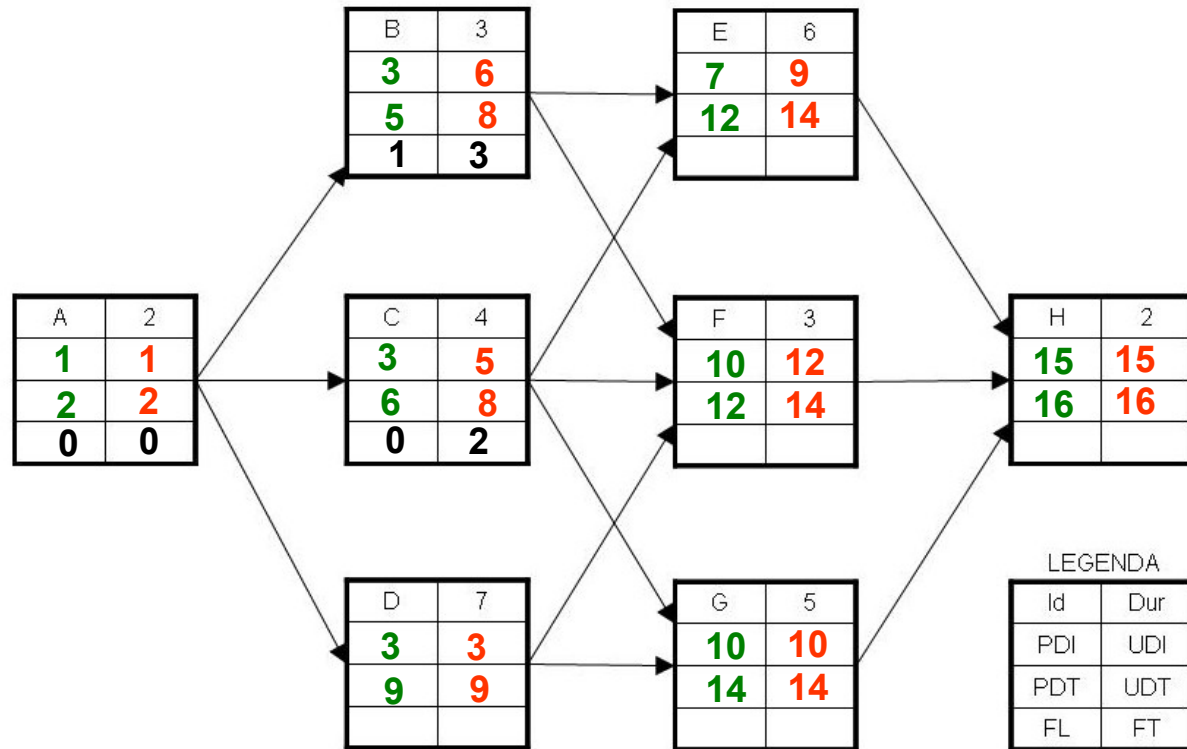 B 3
3 6
5 8
1 3
E 6
7 9
12 14
A 2
1 1
2 2
0 0
C 4
3 5
6 8
0 2
F 3
10 12
12 14
H 2
15 15
16 16
D 7
3 3
9 9
G 5
10 10
14 14
LEGENDA
Id Dur
PDI UDI
PDT UDT
FL FT